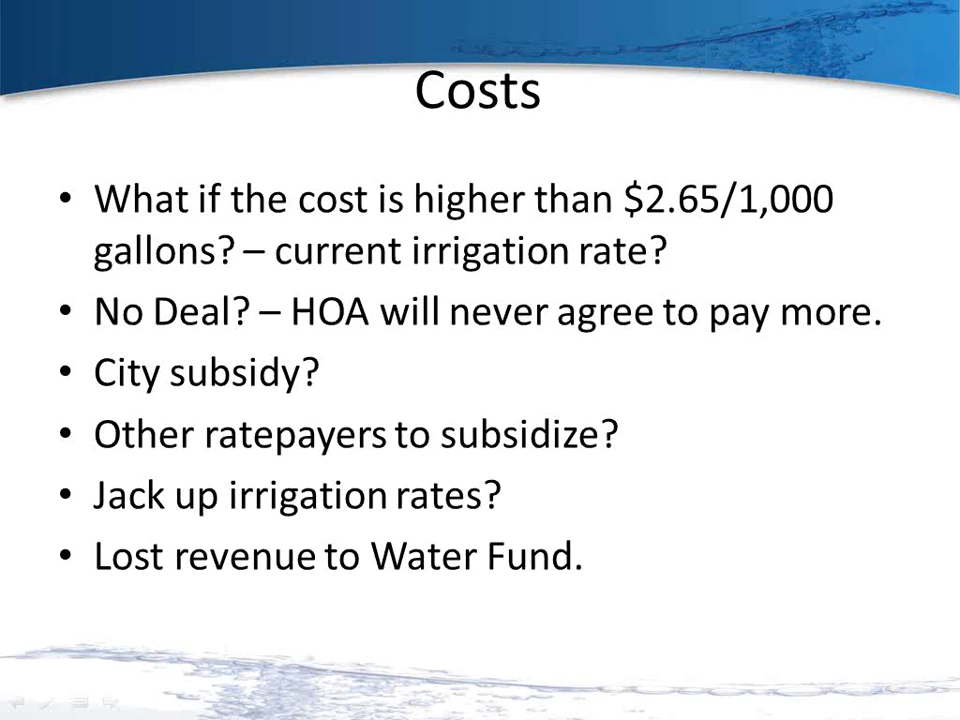 Costs
• What if the cost is higher than $2.65/1,000
gallons? – current irrigation rate?
• No Deal? – HOA will never agree to pay more.
• City subsidy?
• Other ratepayers to subsidize?
• Jack up irrigation rates?
• Lost revenue to Water Fund.